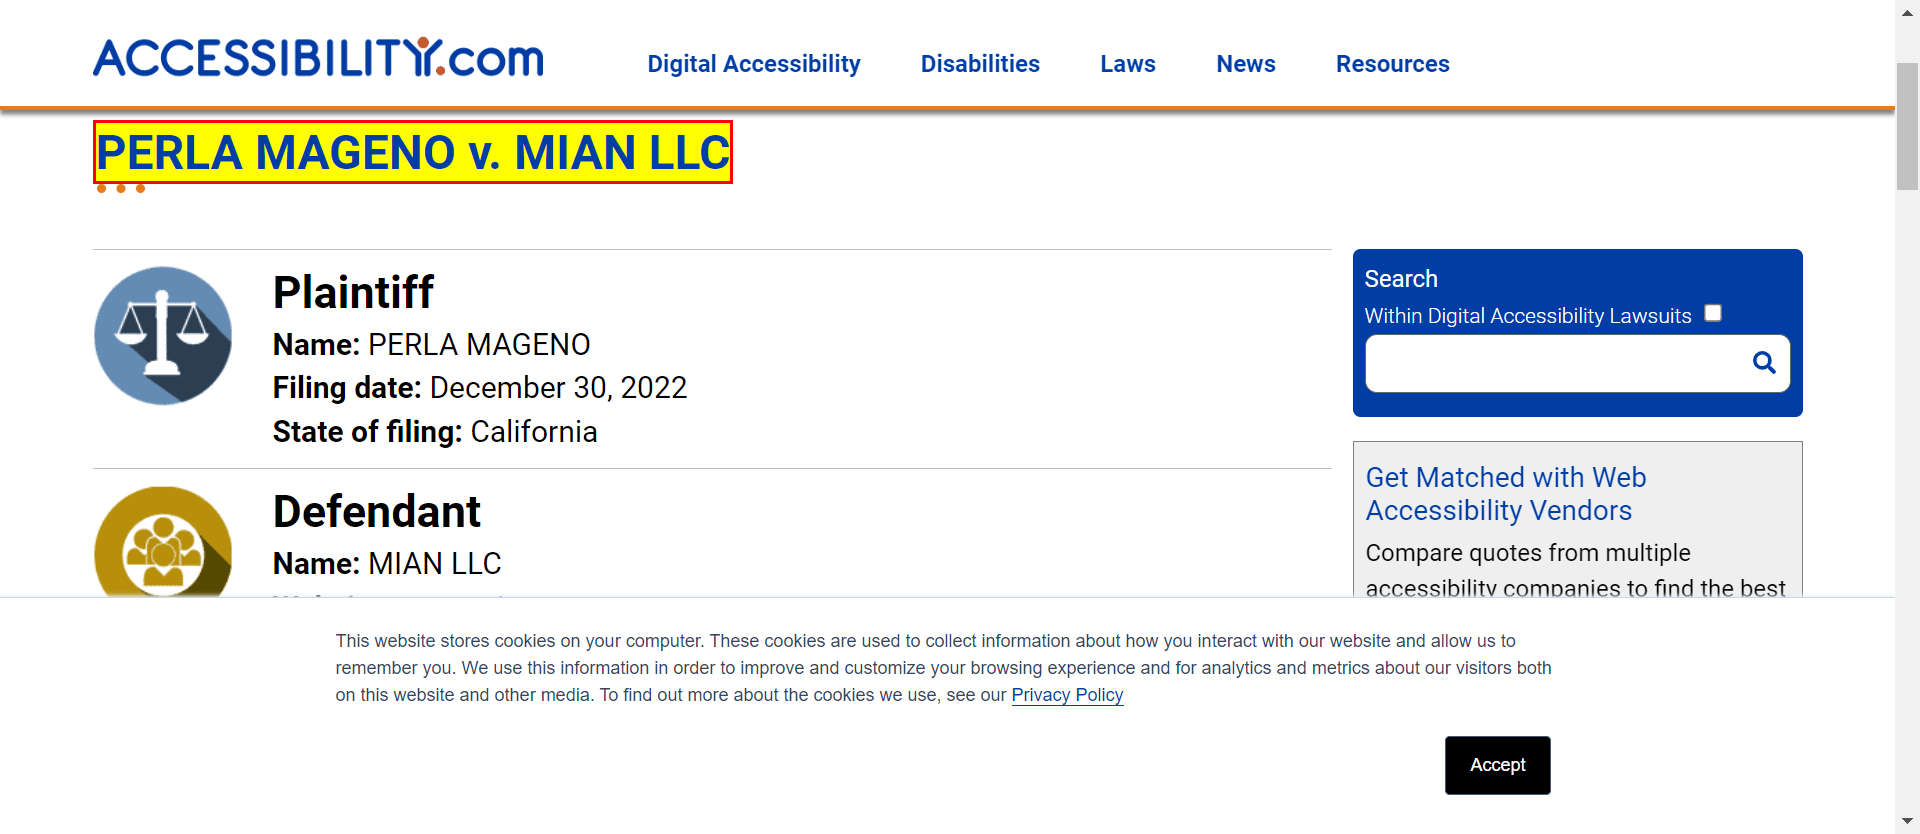 ACCESSIBILITY.com
Digital Accessibility
Disabilities
Laws
News
Resources
PERLA MAGENO v. MIAN LLC
Plaintiff
Name: PERLA MAGENO
Filing date: December 30, 2022
State of filing: California
Defendant
Name: MIAN LLC
Search
Within Digital Accessibility Lawsuits
Get Matched with Web
Accessibility Vendors
Compare quotes from multiple
accessibility companies to find the best
This website stores cookies on your computer. These cookies are used to collect information about how you interact with our website and allow us to
remember you. We use this information in order to improve and customize your browsing experience and for analytics and metrics about our visitors both
on this website and other media. To find out more about the cookies we use, see our Privacy Policy
Accept